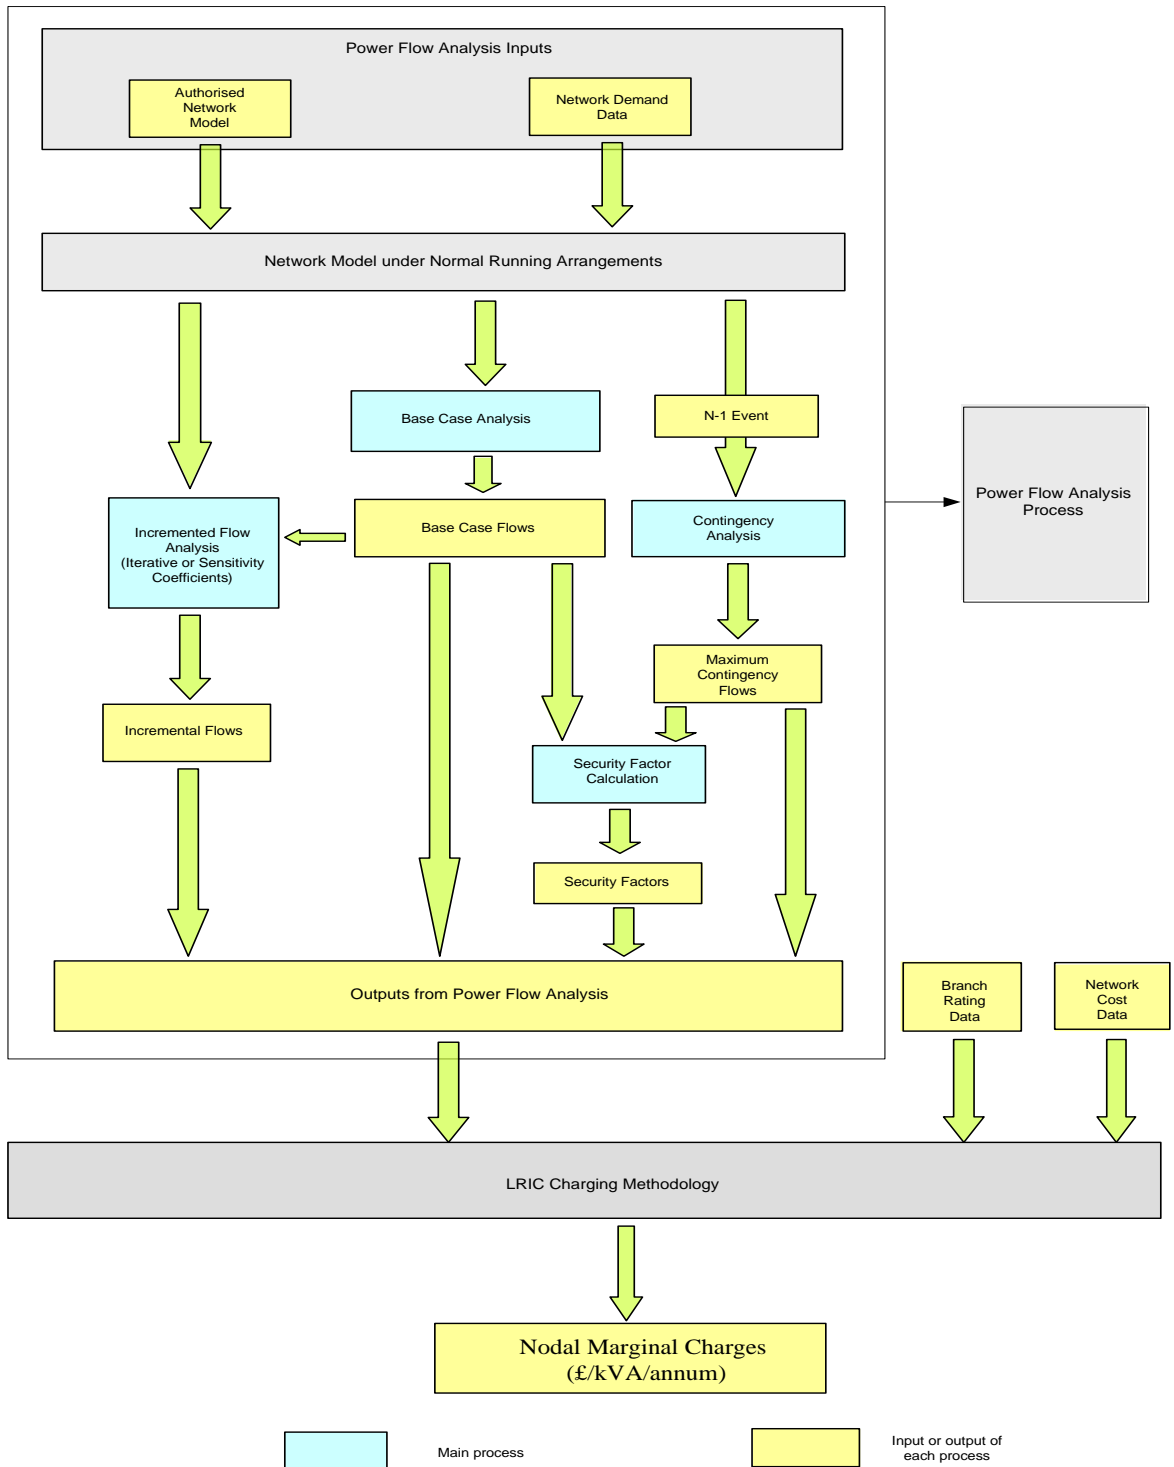 Power Flow Analysis Inputs
Authorised
Network
Model
Network Demand
Data
Network Model under Normal Running Arrangements
Base Case Analysis
N-1 Event
Incremented Flow
Analysis
(Iterative or Sensitivity
Coefficients)
Base Case Flows
Contingency
Analysis
Power Flow Analysis
Process
Maximum
Contingency
Flows
Incremental Flows
Security Factor
Calculation
Security Factors
Outputs from Power Flow Analysis
Branch
Rating
Data
Network
Cost
Data
LRIC Charging Methodology
Nodal Marginal Charges
(£/kVA/annum)
Main process
Input or output of
each process